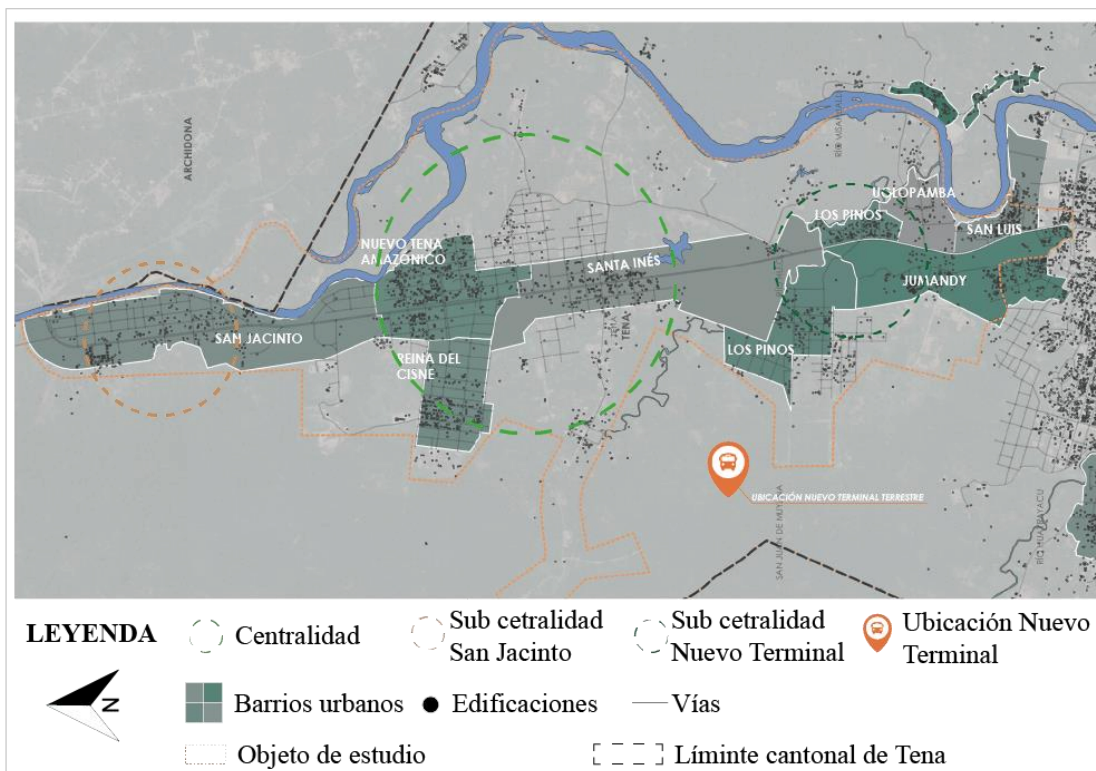 ARCHIDONA
RÍO MISAHUALLÍ
UGLOPAMBA
LOS PINOS
SAN LUIS
NUEVO TENA
AMAZÓNICO
SANTA INÉS
JUMANDY
SAN JACINTO
TENA
LOS PINOS
REINA DEL
CISNE
UBICACIÓN NUEVO TERMINAL TERRESTRE
SAN JUAN DE MUYUNA
LEYENDA
Centralidad
Sub cetralidad
San Jacinto
Sub cetralidad
Nuevo Terminal
Ubicación Nuevo
Terminal
N
Barrios urbanos
Edificaciones
Vías
Objeto de estudio
Líminte cantonal de Tena